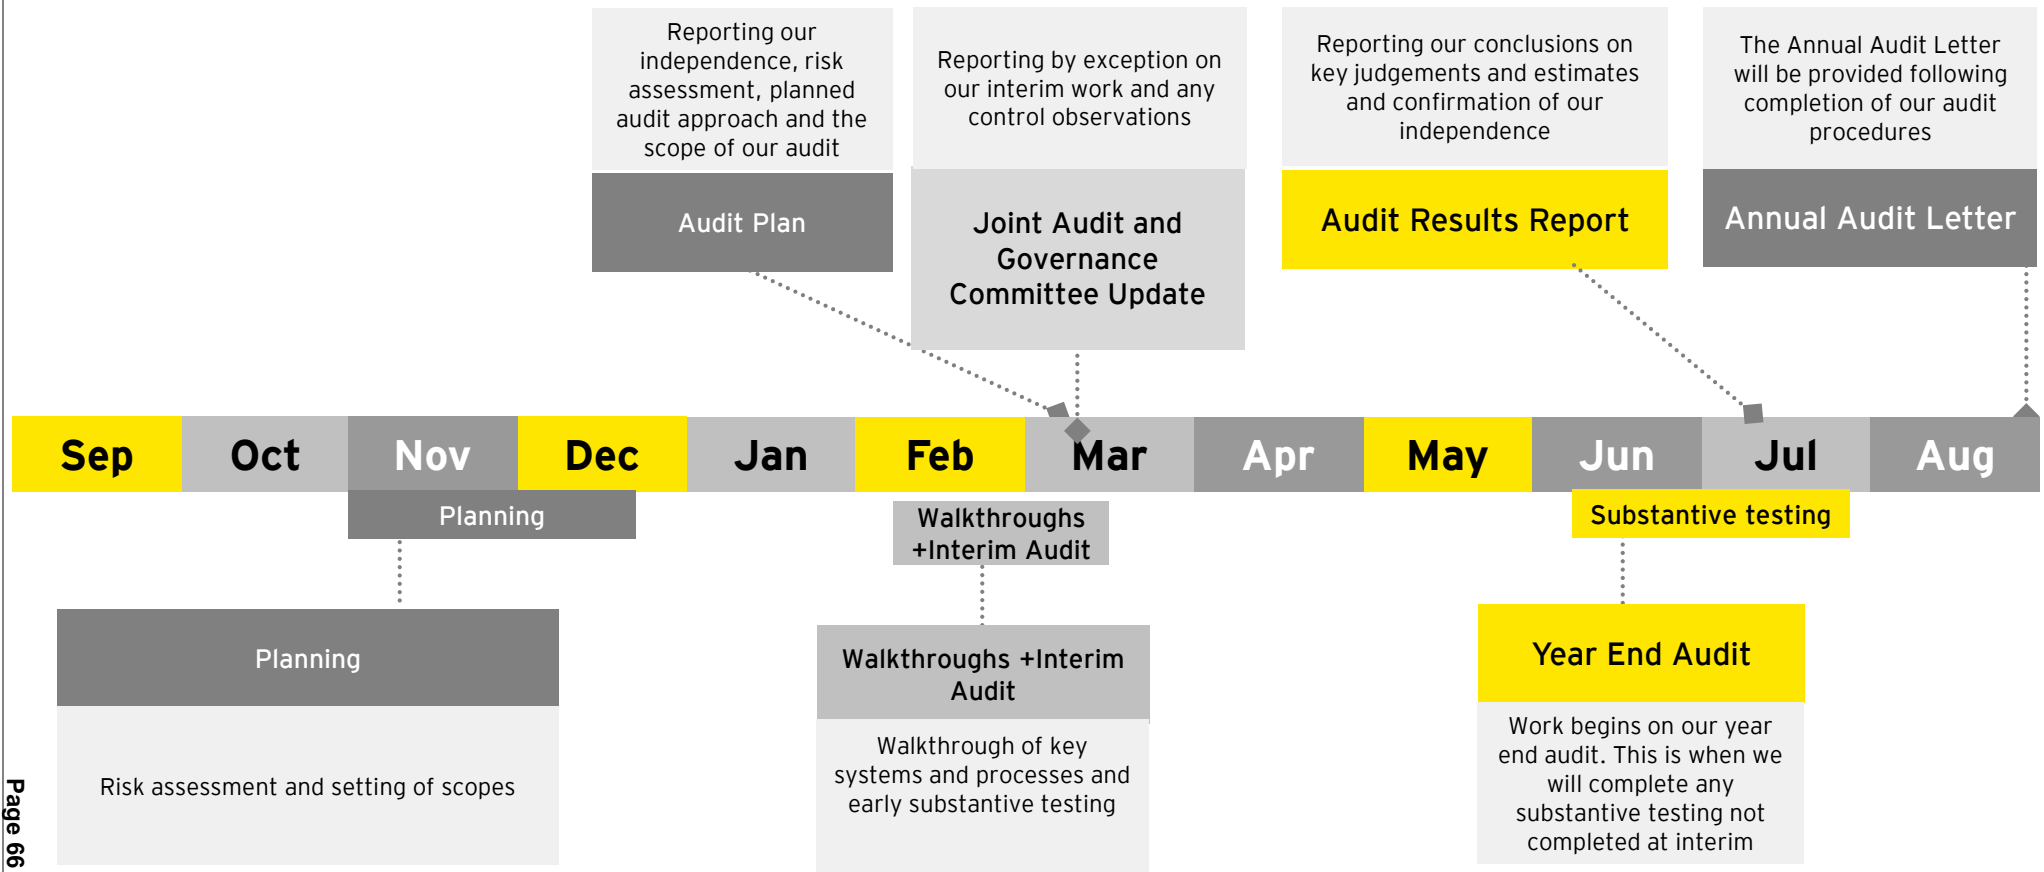 Reporting our
independence, risk
assessment, planned
audit approach and the
scope of our audit
Audit Plan
Reporting by exception on
our interim work and any
control observations
Joint Audit and
Governance
Committee Update
Reporting our conclusions on
key judgements and estimates
and confirmation of our
independence
Audit Results Report
The Annual Audit Letter
will be provided following
completion of our audit
procedures
Annual Audit Letter
Sep Oct Nov Dec Jan Feb Mar Apr May Jun Jul Aug
Planning
Walkthroughs
+Interim Audit
Substantive testing
Planning
Risk assessment and setting of scopes
Walkthroughs +Interim
Audit
Walkthrough of key
systems and processes and
early substantive testing
Year End Audit
Work begins on our year
end audit. This is when we
will complete any
substantive testing not
completed at interim
Page 66